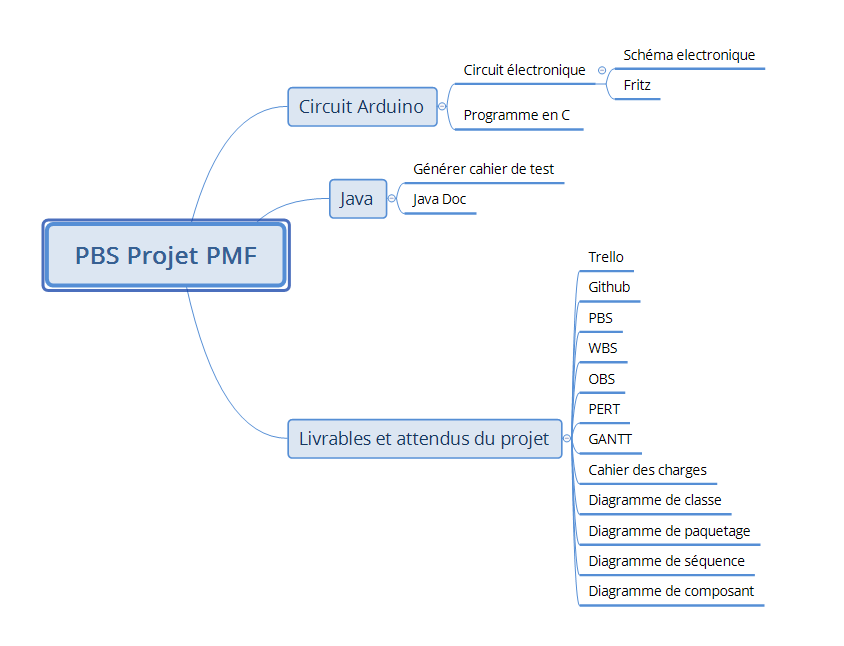 PBS Projet PMF
Circuit Arduino
Circuit électronique
Schéma electronique
Fritz
Programme en C
Java
Générer cahier de test
Java Doc
Livrables et attendus du projet
Trello
Github
PBS
WBS
OBS
PERT
GANTT
Cahier des charges
Diagramme de classe
Diagramme de paquetage
Diagramme de séquence
Diagramme de composant